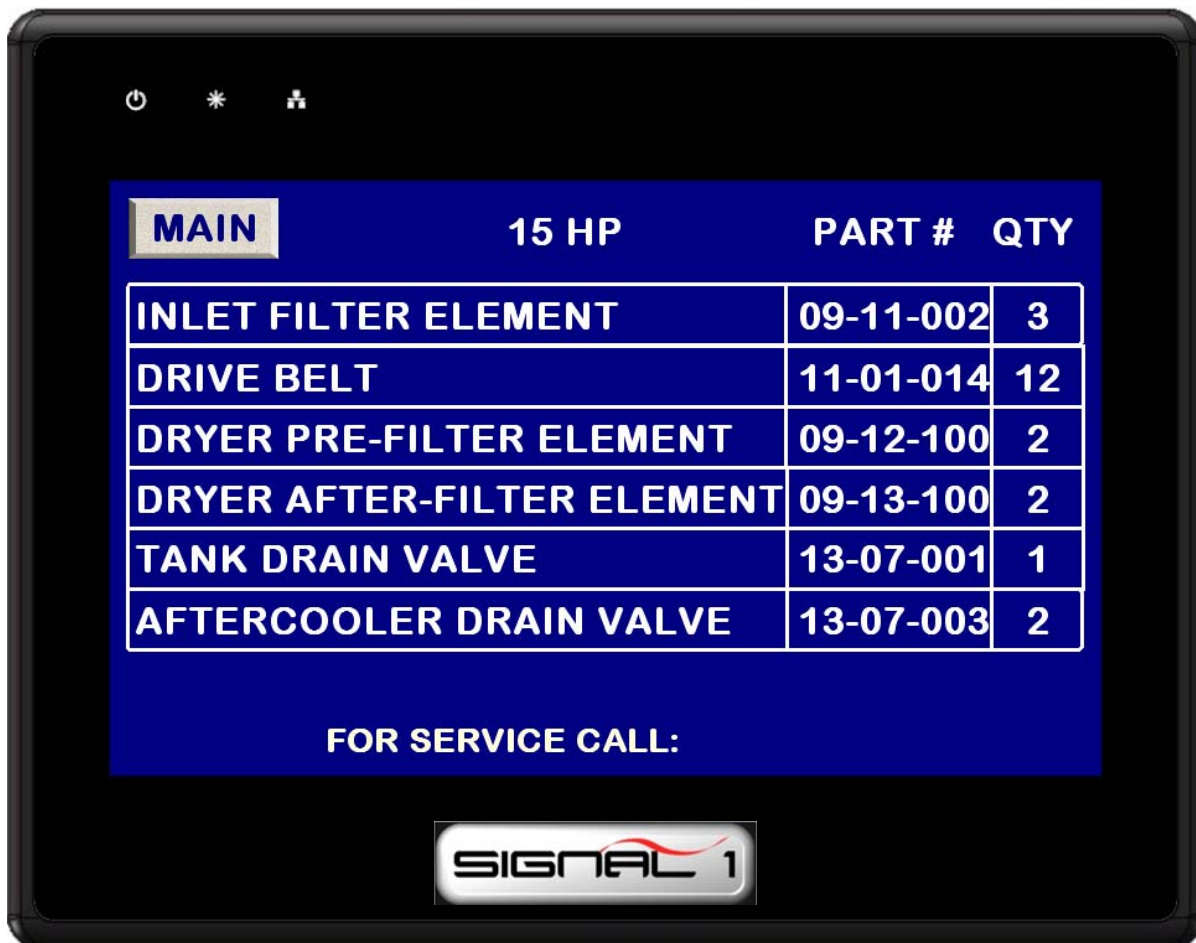 MAIN 15 HP PART # QTY
INLET FILTER ELEMENT 09-11-002 3
DRIVE BELT 11-01-014 12
DRYER PRE-FILTER ELEMENT 09-12-100 2
DRYER AFTER-FILTER ELEMENT 09-13-100 2
TANK DRAIN VALVE 13-07-001 1
AFTERCOOLER DRAIN VALVE 13-07-003 2
FOR SERVICE CALL:
SIGNAL 1